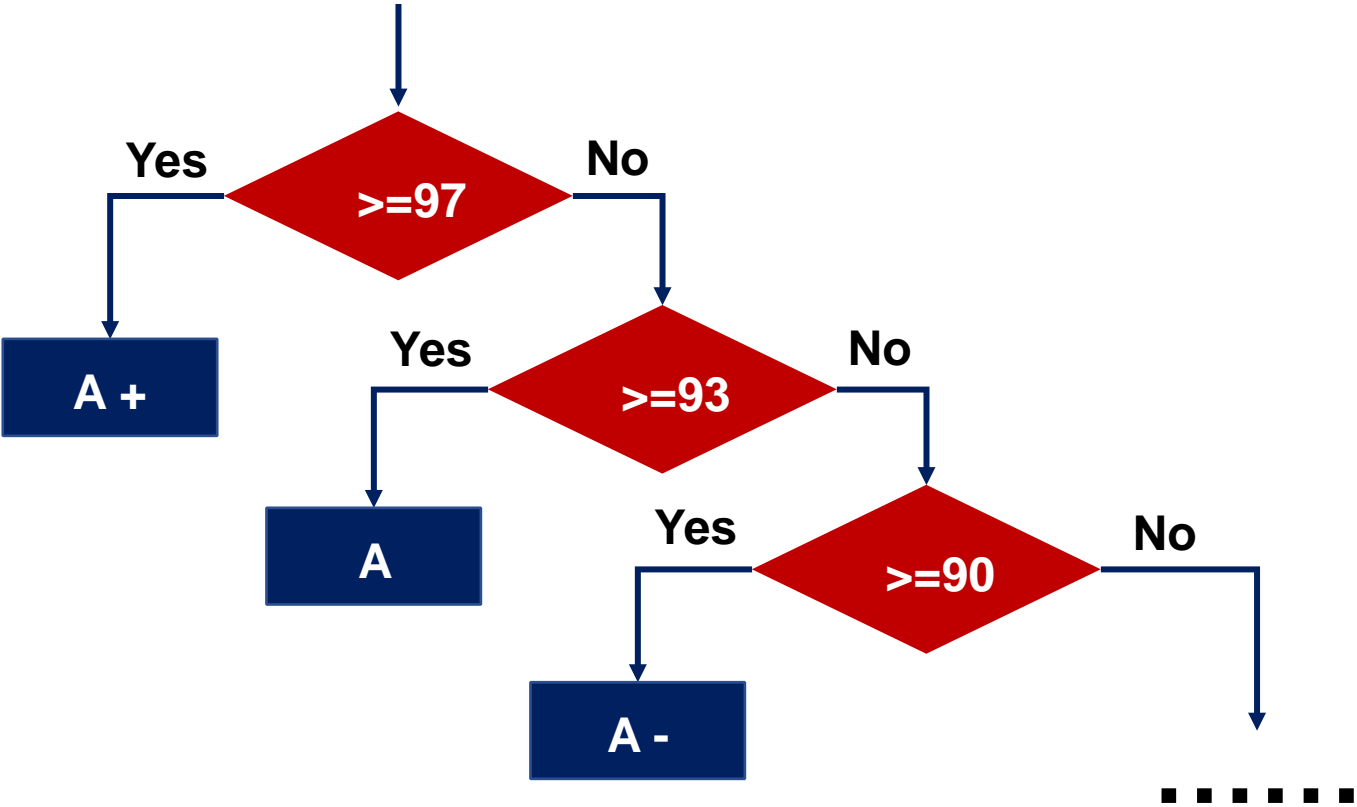 Yes
No
>=97
Yes
No
A +
>=93
Yes
No
A
>=90
A -
......